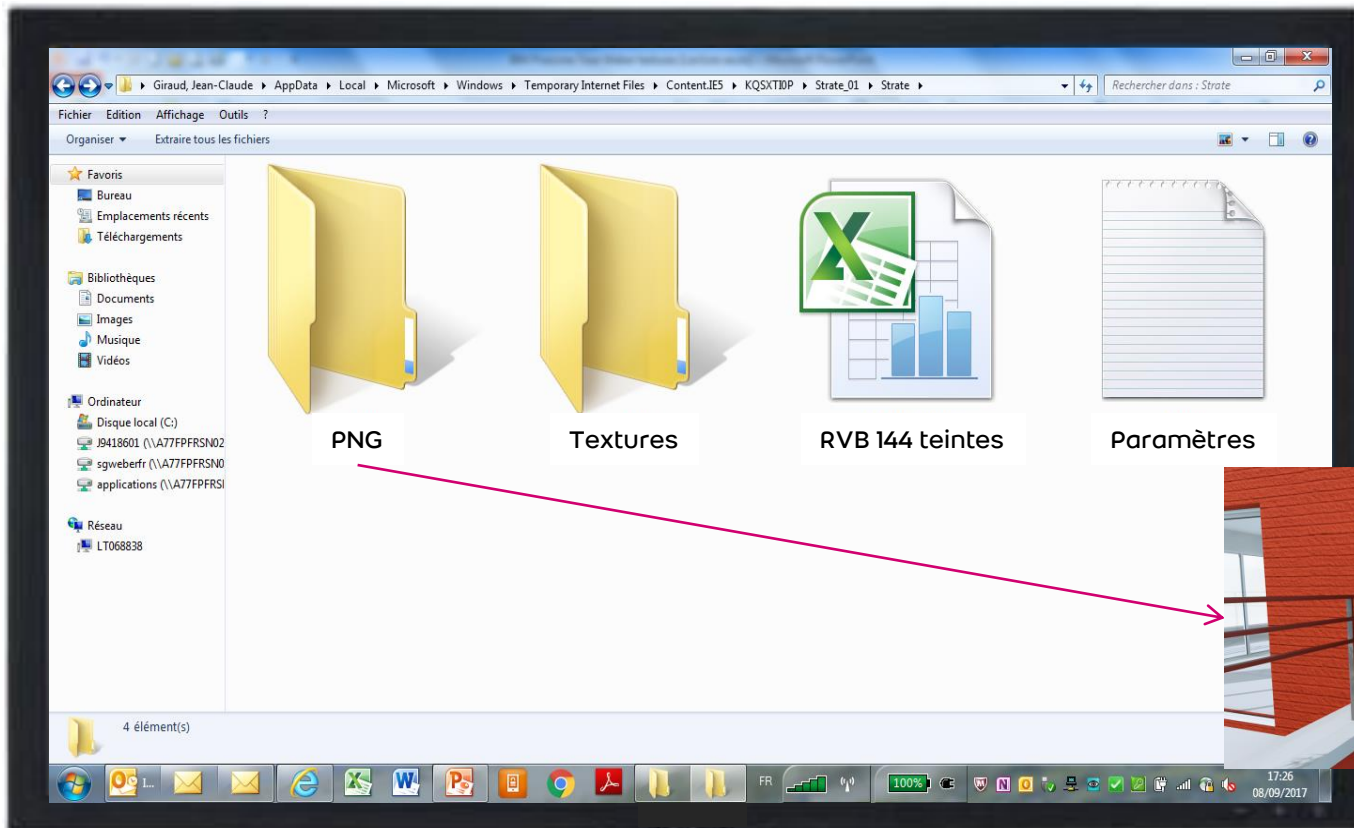 Giraud, Jean-Claude ▸ AppData ▸ Local ▸ Microsoft ▸ Windows ▸ Temporary Internet Files ▸ Content.IE5 ▸ KQSXTI0P ▸ Strate_01 ▸ Strate ▸
Rechercher dans : Strate
Fichier Edition Affichage Outils ?
Organiser ▾ Extraire tous les fichiers
Favoris
Bureau
Emplacements récents
Téléchargements
Bibliothèques
Documents
Images
Musique
Vidéos
Ordinateur
Disque local (C:)
J9418601 (\\A77FPFRSN02
sgweberfr (\\A77FPFRSN0
applications (\\A77FPFRS
Réseau
LT068838
PNG
Textures
RVB 144 teintes
Paramètres
4 élément(s)
FR
100%
17:26
08/09/2017